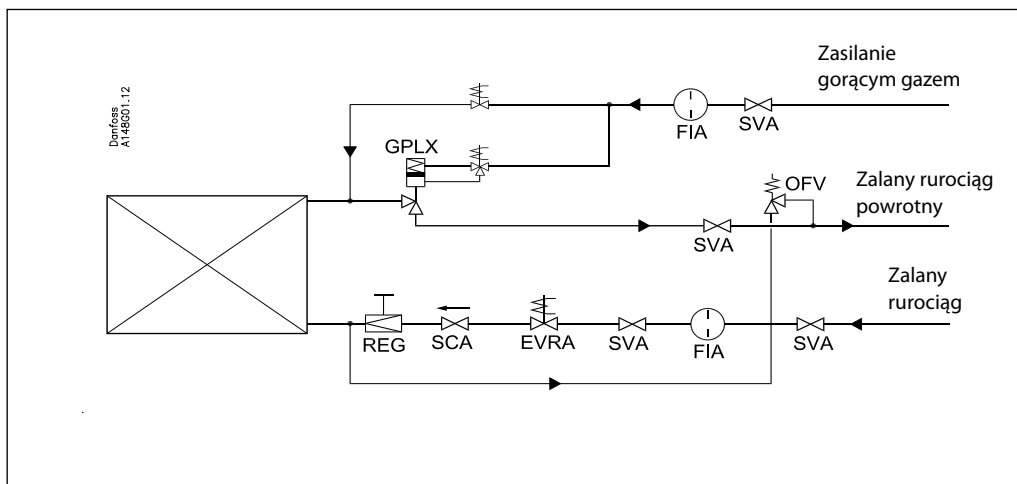 Zasilanie
gorącym gazem
Danfoss
A148G01.12
FIA
SVA
GPLX
OFV
Zalany rurociąg
powrotny
SVA
Zalany
rurociąg
REG
SCA
EVRA
SVA
FIA
SVA